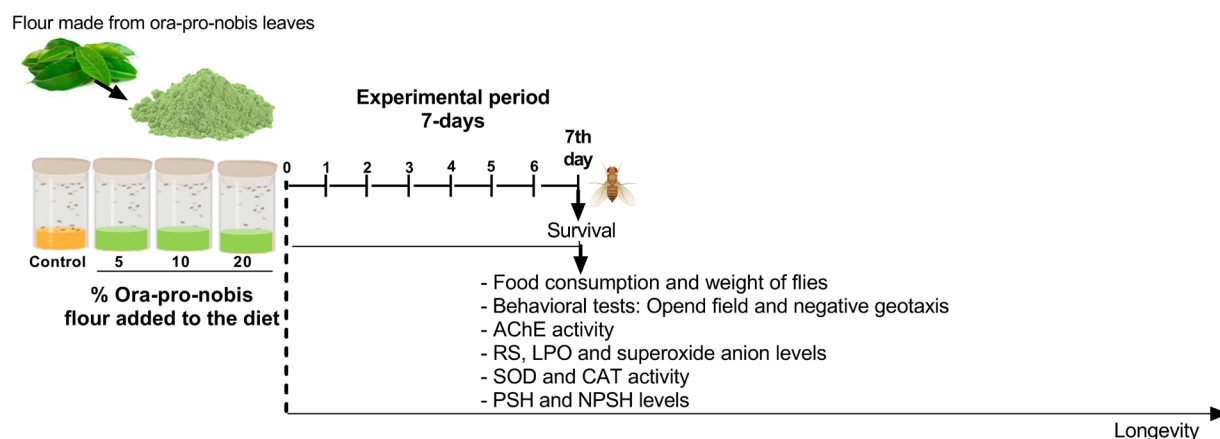 Flour made from ora-pro-nobis leaves
Experimental period
7-days
7th
day
0 1 2 3 4 5 6
Survival
Control 5 10 20
% Ora-pro-nobis
flour added to the diet
- Food consumption and weight of flies
- Behavioral tests: Opend field and negative geotaxis
- AChE activity
- RS, LPO and superoxide anion levels
- SOD and CAT activity
- PSH and NPSH levels
Longevity